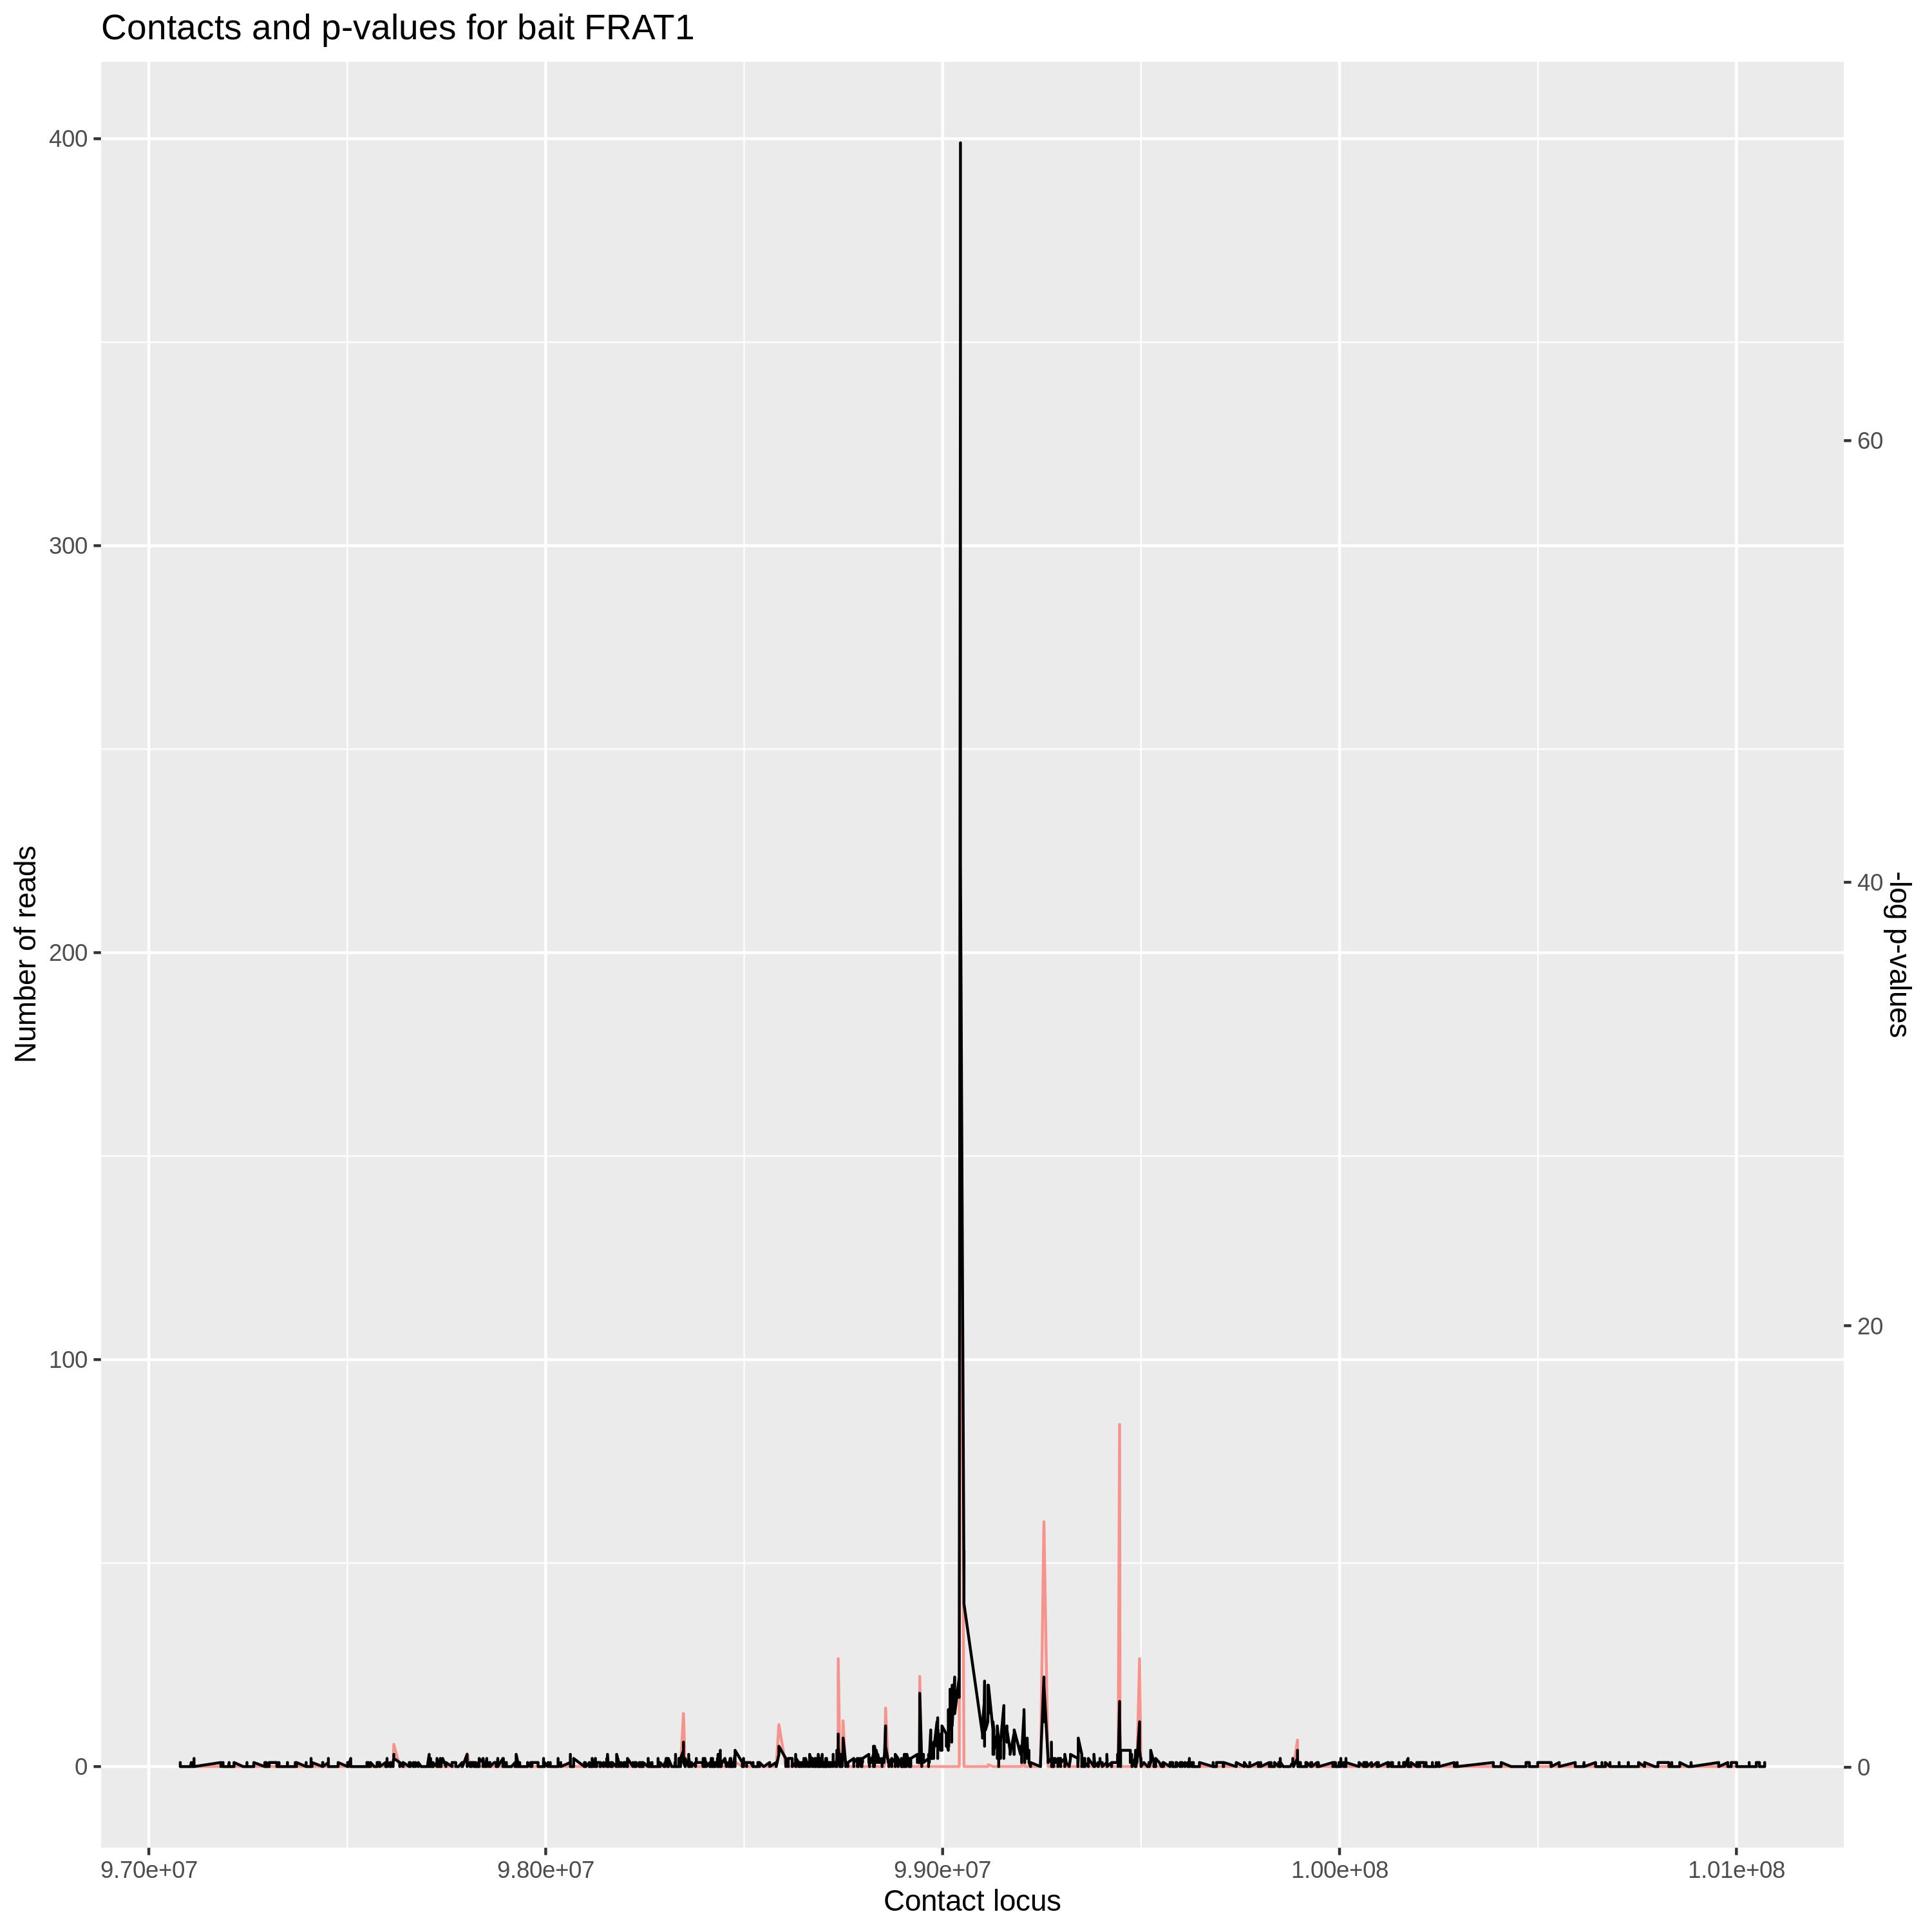 Contacts and p-values for bait FRAT1
400
300
200
100
0
Number of reads
60
40
20
0
-log p-values
9.70e+07 9.80e+07 9.90e+07 1.00e+08 1.01e+08
Contact locus